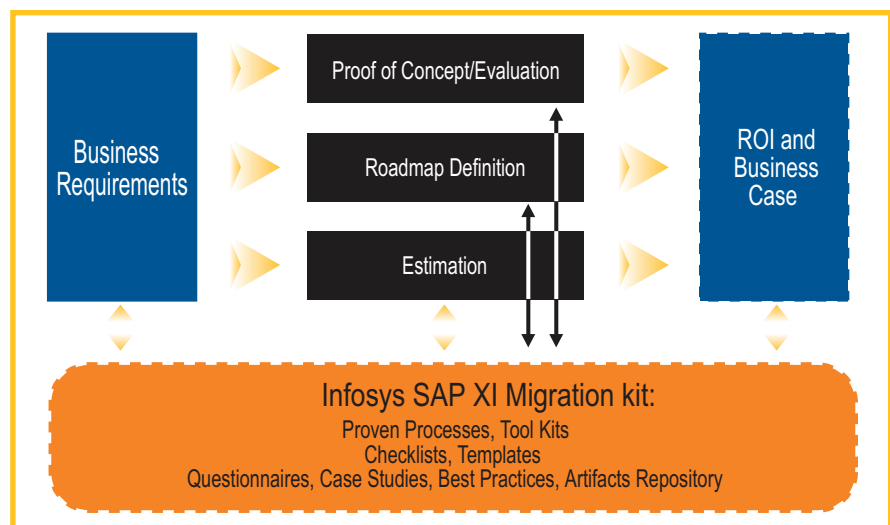 Business
Requirements
Proof of Concept/Evaluation
Roadmap Definition
Estimation
ROI and
Business
Case
Infosys SAP XI Migration kit:
Proven Processes, Tool Kits
Checklists, Templates
Questionnaires, Case Studies, Best Practices, Artifacts Repository